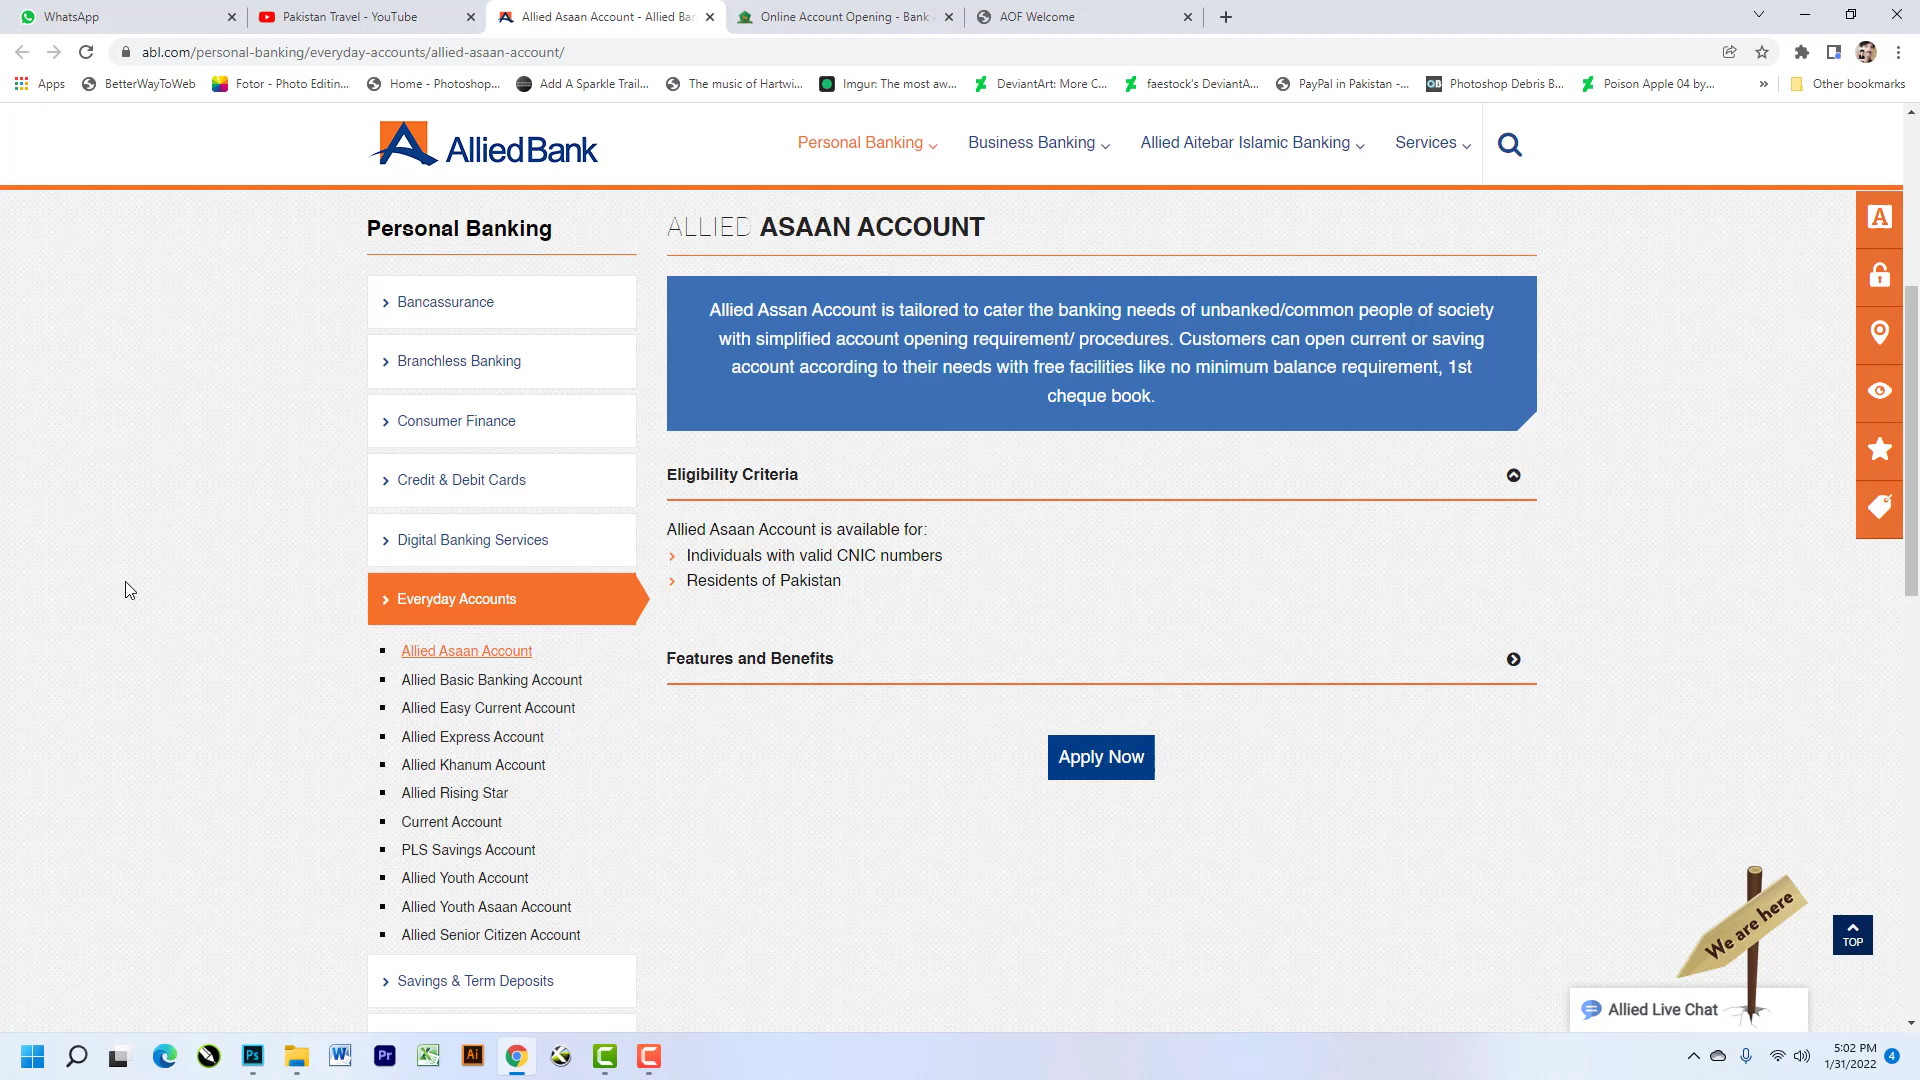 WhatsApp
Pakistan Travel - YouTube
Allied Asaan Account - Allied Ba
Online Account Opening - Bank
AOF Welcome
abl.com/personal-banking/everyday-accounts/allied-asaan-account/
Apps
BetterWayToWeb
Fotor - Photo Editin...
Home - Photoshop...
Add A Sparkle Trail...
The music of Hartwi...
Imgur: The most aw...
DeviantArt: More C...
faestock's DeviantA...
PayPal in Pakistan -...
Photoshop Debris B...
Poison Apple 04 by...
»
Other bookmarks
Allied Bank
Personal Banking
Business Banking
Allied Aitebar Islamic Banking
Services
Personal Banking
Bancassurance
Branchless Banking
Consumer Finance
Credit & Debit Cards
Digital Banking Services
Everyday Accounts
Allied Asaan Account
Allied Basic Banking Account
Allied Easy Current Account
Allied Express Account
Allied Khanum Account
Allied Rising Star
Current Account
PLS Savings Account
Allied Youth Account
Allied Youth Asaan Account
Allied Senior Citizen Account
Savings & Term Deposits
ALLIED ASAAN ACCOUNT
Allied Assan Account is tailored to cater the banking needs of unbanked/common people of society
with simplified account opening requirement/ procedures. Customers can open current or saving
account according to their needs with free facilities like no minimum balance requirement, 1st
cheque book.
Eligibility Criteria
Allied Asaan Account is available for:
Individuals with valid CNIC numbers
Residents of Pakistan
Features and Benefits
Apply Now
A
We are here
TOP
Allied Live Chat
Ps
W
Pr
X
Ai
C
C
5:02 PM
1/31/2022
4